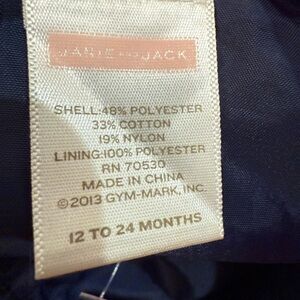 JANIE AND JACK
SHELL:48% POLYESTER
33% COTTON
19% NYLON
LINING:100% POLYESTER
RN 70530
MADE IN CHINA
©2013 GYM-MARK, INC.
12 TO 24 MONTHS